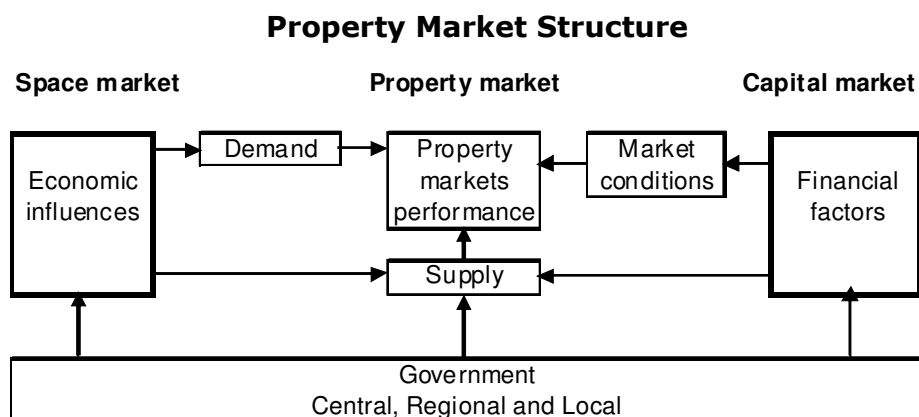 Property Market Structure
Space market
Property market
Capital market
Economic
influences
Demand
Property
markets
performance
Market
conditions
Financial
factors
Supply
Government
Central, Regional and Local